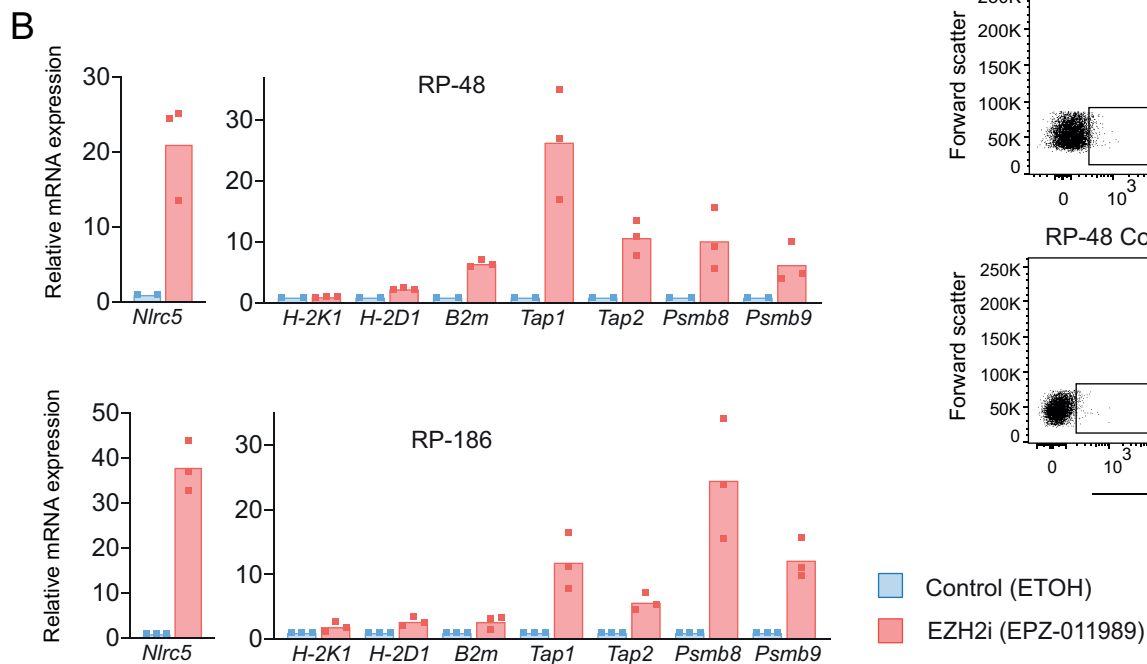 B
Relative mRNA expression
30
20
10
0
Nlrc5
RP-48
30
20
10
0
H-2K1 H-2D1 B2m Tap1 Tap2 Psmb8 Psmb9
Forward scatter
200K
150K
100K
50K
0
0 10³
RP-48 Co
Forward scatter
250K
200K
150K
100K
50K
0
0 10³
Relative mRNA expression
50
40
30
20
10
0
Nlrc5
RP-186
30
20
10
0
H-2K1 H-2D1 B2m Tap1 Tap2 Psmb8 Psmb9
Control (ETOH)
EZH2i (EPZ-011989)